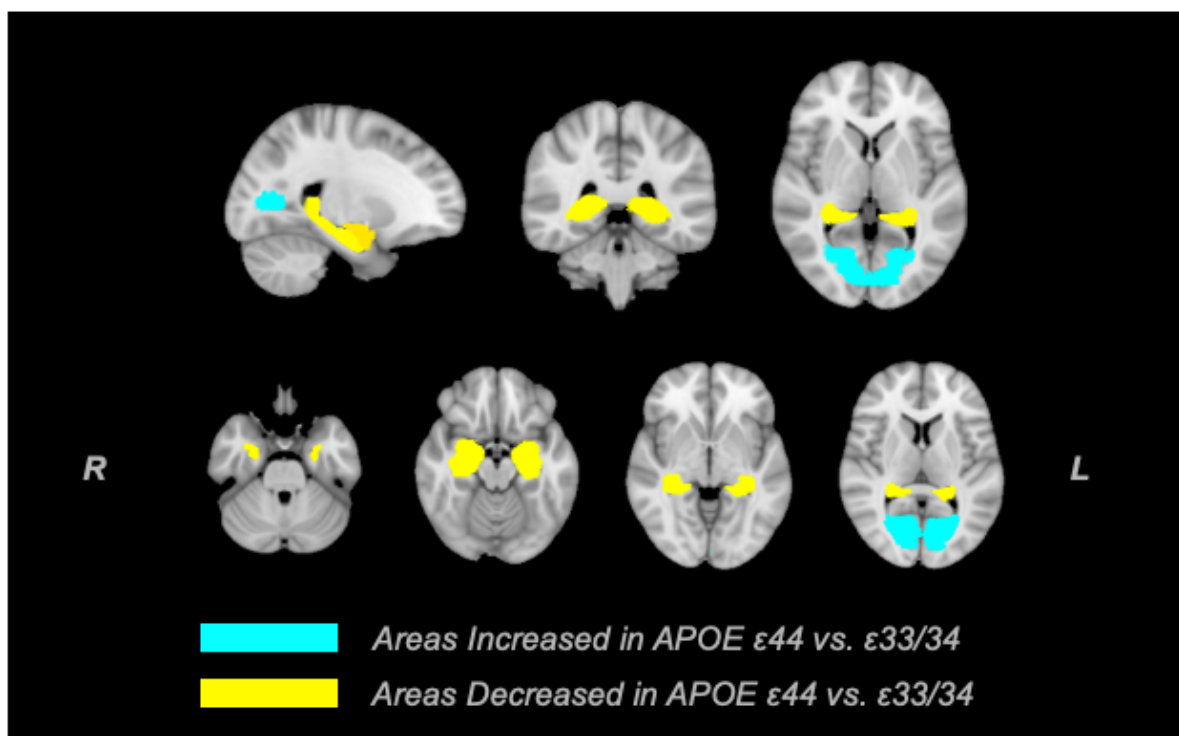 R
L
Areas Increased in APOE ε44 vs. ε33/34
Areas Decreased in APOE ε44 vs. ε33/34